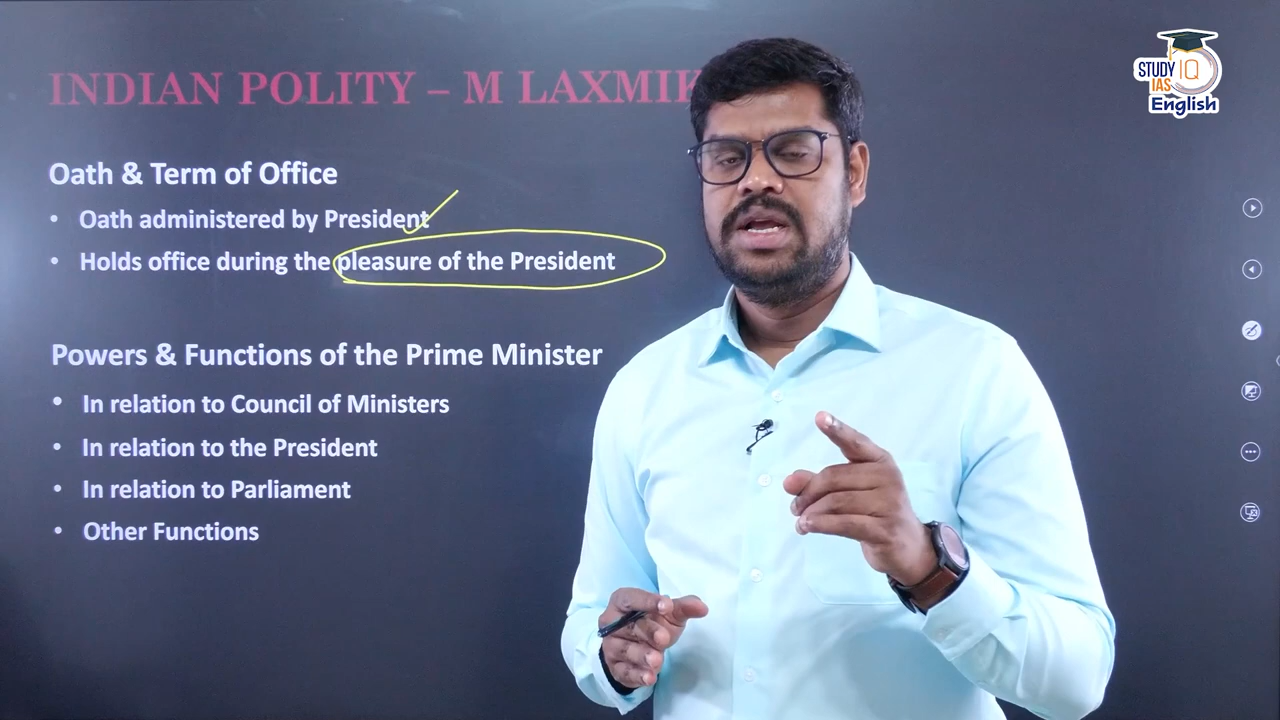 INDIAN POLITY – M LAXMIK
STUDY IQ
IAS
English
Oath & Term of Office
• Oath administered by President
• Holds office during the pleasure of the President
Powers & Functions of the Prime Minister
• In relation to Council of Ministers
• In relation to the President
• In relation to Parliament
• Other Functions